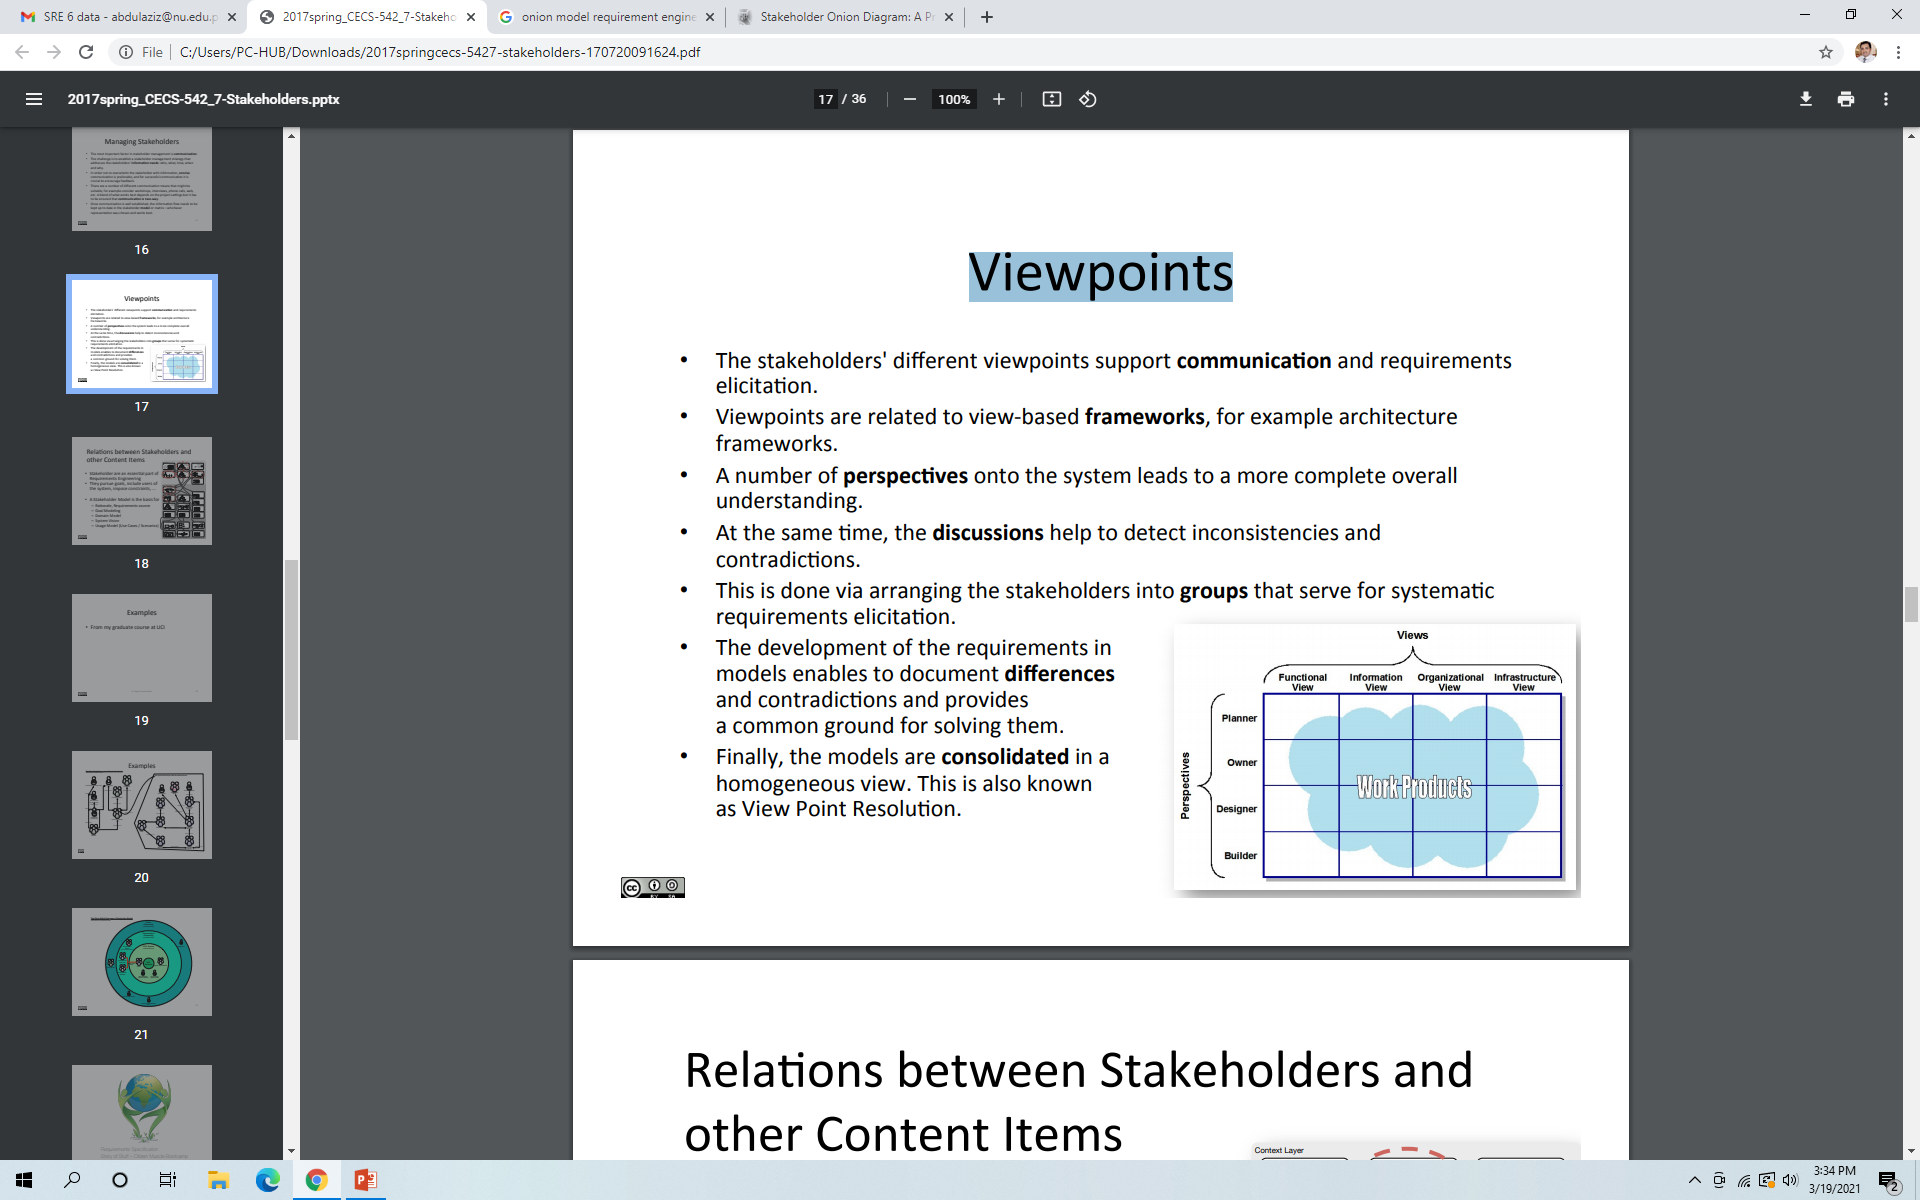 SRE 6 data - abdulaziz@nu.edu.p
2017spring_CECS-542_7-Stakeho
onion model requirement engine
Stakeholder Onion Diagram: A Pr
File
C:/Users/PC-HUB/Downloads/2017springcecs-5427-stakeholders-170720091624.pdf
2017spring_CECS-542_7-Stakeholders.pptx
17 / 36
100%
Managing Stakeholders
16
Viewpoints
17
Relations between Stakeholders and
other Content Items
18
Examples
• From my graduate course at UCI
19
Examples
20
21
Viewpoints
• The stakeholders' different viewpoints support communication and requirements
elicitation.
• Viewpoints are related to view-based frameworks, for example architecture
frameworks.
• A number of perspectives onto the system leads to a more complete overall
understanding.
• At the same time, the discussions help to detect inconsistencies and
contradictions.
• This is done via arranging the stakeholders into groups that serve for systematic
requirements elicitation.
• The development of the requirements in
models enables to document differences
and contradictions and provides
a common ground for solving them.
• Finally, the models are consolidated in a
homogeneous view. This is also known
as View Point Resolution.
Views
Functional View
Information View
Organizational View
Infrastructure View
Perspectives
Planner
Owner
Designer
Builder
Work Products
cc
Relations between Stakeholders and
other Content Items
Context Layer
3:34 PM
3/19/2021
2